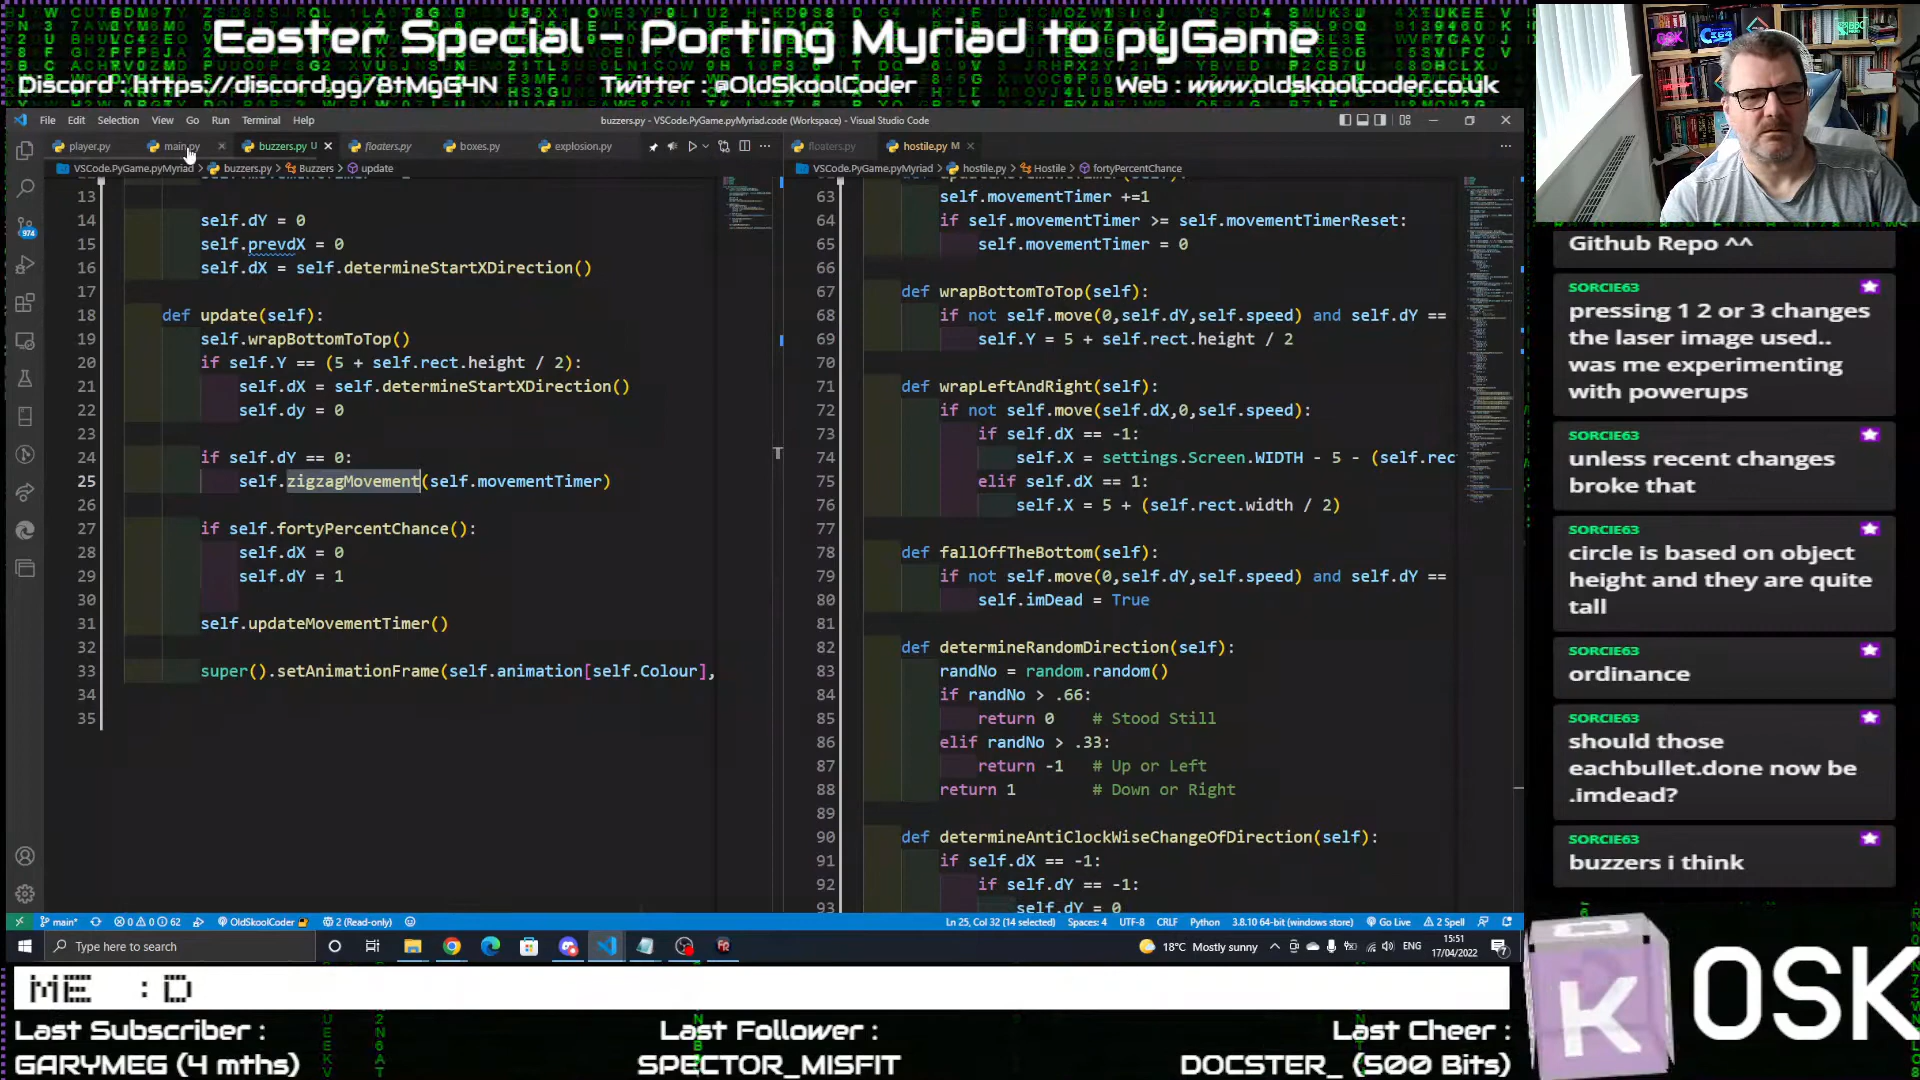 Easter Special - Porting Myriad to pyGame
Discord : https://discord.gg/8tMgG4N
Twitter : @OldSkoolCoder
Web : www.oldskoolcoder.co.uk
File Edit Selection View Go Run Terminal Help
buzzers.py - VSCode.PyGame.pyMyriad.code (Workspace) - Visual Studio Code
player.py
main.py
buzzers.py U
floaters.py
boxes.py
explosion.py
floaters.py
hostile.py M
VSCode.PyGame.pyMyriad > buzzers.py > Buzzers > update
VSCode.PyGame.pyMyriad > hostile.py > Hostile > fortyPercentChance
13
14 self.dY = 0
15 self.prevdX = 0
16 self.dX = self.determineStartXDirection()
17
18 def update(self):
19 self.wrapBottomToTop()
20 if self.Y == (5 + self.rect.height / 2):
21 self.dX = self.determineStartXDirection()
22 self.dy = 0
23
24 if self.dY == 0:
25 self.zigzagMovement(self.movementTimer)
26
27 if self.fortyPercentChance():
28 self.dX = 0
29 self.dY = 1
30
31 self.updateMovementTimer()
32
33 super().setAnimationFrame(self.animation[self.Colour],
34
35
63 self.movementTimer +=1
64 if self.movementTimer >= self.movementTimerReset:
65 self.movementTimer = 0
66
67 def wrapBottomToTop(self):
68 if not self.move(0,self.dY,self.speed) and self.dY ==
69 self.Y = 5 + self.rect.height / 2
70
71 def wrapLeftAndRight(self):
72 if not self.move(self.dX,0,self.speed):
73 if self.dX == -1:
74 self.X = settings.Screen.WIDTH - 5 - (self.rec
75 elif self.dX == 1:
76 self.X = 5 + (self.rect.width / 2)
77
78 def fallOffTheBottom(self):
79 if not self.move(0,self.dY,self.speed) and self.dY ==
80 self.imDead = True
81
82 def determineRandomDirection(self):
83 randNo = random.random()
84 if randNo > .66:
85 return 0 # Stood Still
86 elif randNo > .33:
87 return -1 # Up or Left
88 return 1 # Down or Right
89
90 def determineAntiClockWiseChangeOfDirection(self):
91 if self.dX == -1:
92 if self.dY == -1:
93 self.dY = 0
974
main* 0 0 62 OldSkoolCoder 2 (Read-only)
Ln 25, Col 32 (14 selected) Spaces: 4 UTF-8 CRLF Python 3.8.10 64-bit (windows store) Go Live 2 Spell
Type here to search
18°C Mostly sunny
ENG
15:51
17/04/2022
Github Repo ^^
SORCIE63
pressing 1 2 or 3 changes
the laser image used..
was me experimenting
with powerups
SORCIE63
unless recent changes
broke that
SORCIE63
circle is based on object
height and they are quite
tall
SORCIE63
ordinance
SORCIE63
should those
eachbullet.done now be
.imdead?
SORCIE63
buzzers i think
ME :D
Last Subscriber :
GARYMEG (4 mths)
Last Follower :
SPECTOR_MISFIT
Last Cheer :
DOCSTER_ (500 Bits)
K
OSK